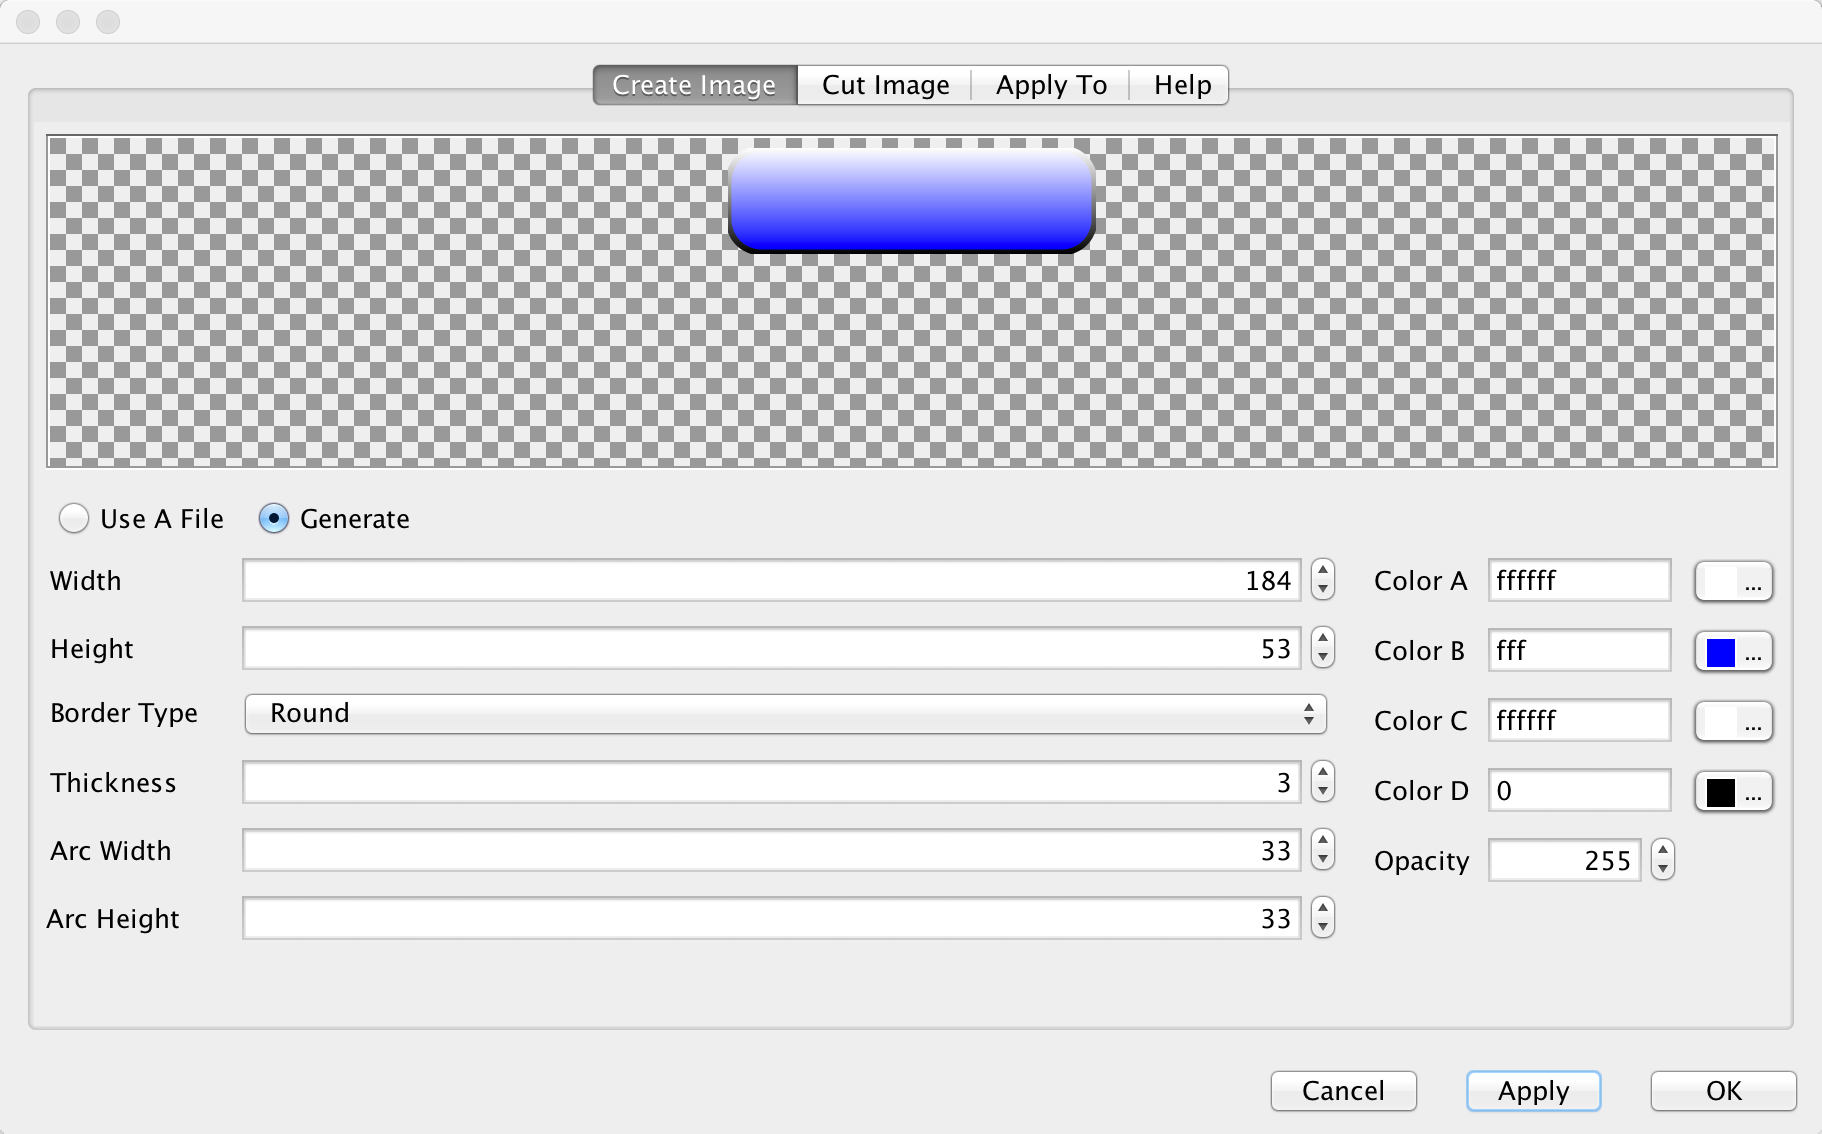 Create Image Cut Image Apply To Help
Use A File Generate
Width 184 Color A ffffff ...
Height 53 Color B fff ...
Border Type Round Color C ffffff ...
Thickness 3 Color D 0 ...
Arc Width 33 Opacity 255
Arc Height 33
Cancel Apply OK